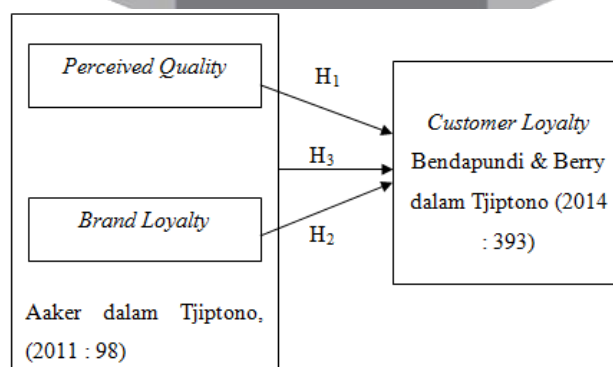 Perceived Quality
Brand Loyalty
Aaker dalam Tjiptono,
(2011 : 98)
H1
H3
H2
Customer Loyalty
Bendapundi & Berry
dalam Tjiptono (2014
: 393)